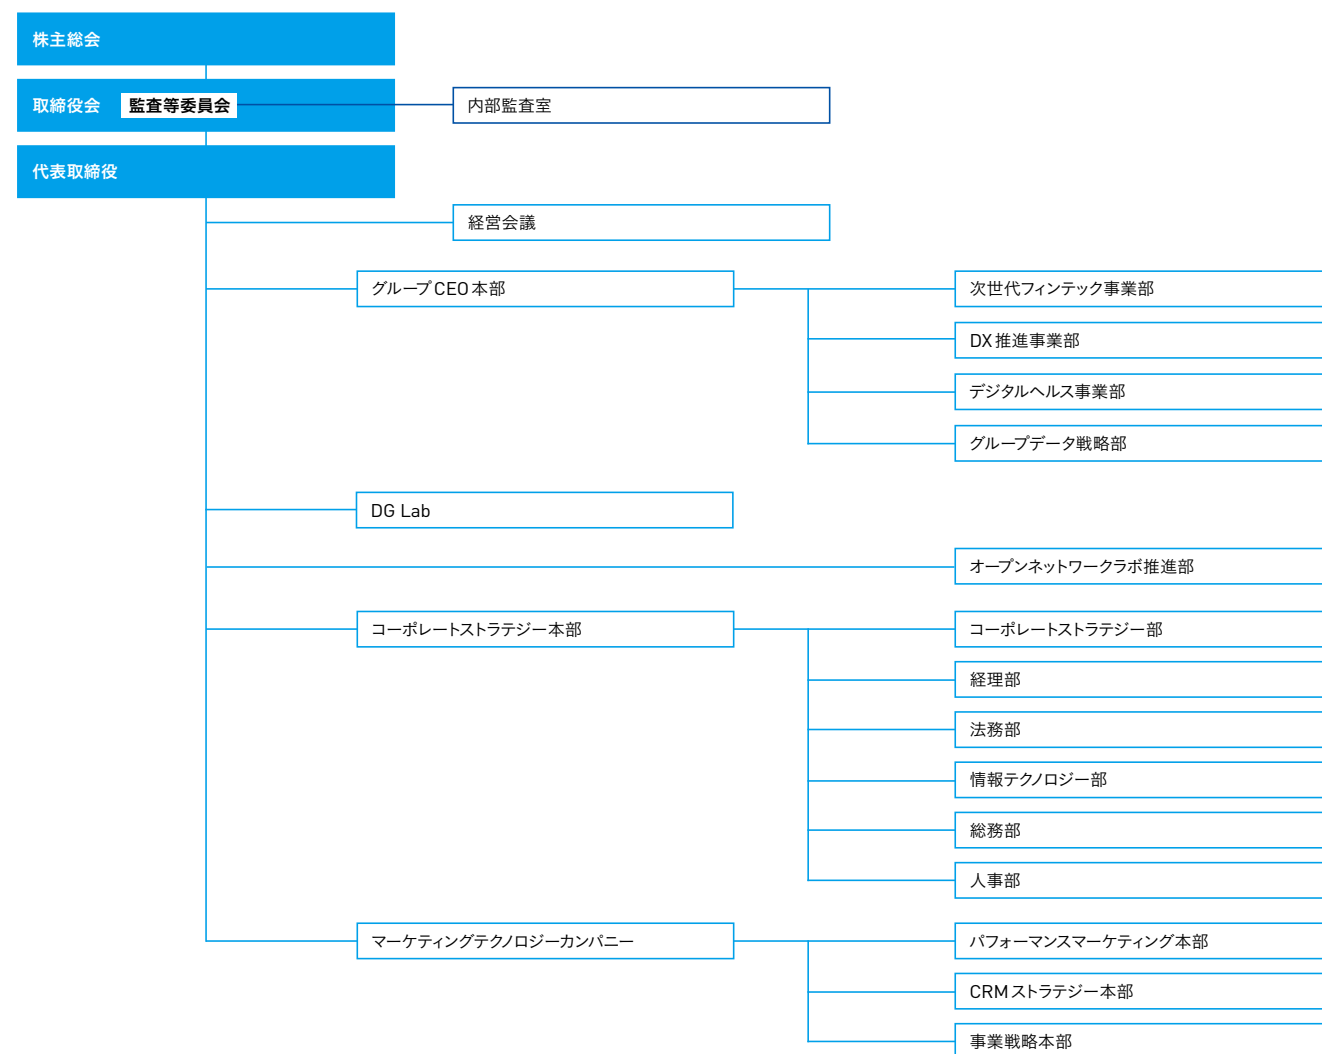 株主総会
取締役会 監査等委員会 内部監査室
代表取締役
経営会議
グループCEO本部 次世代フィンテック事業部
DX推進事業部
デジタルヘルス事業部
グループデータ戦略部
DG Lab
オープンネットワークラボ推進部
コーポレートストラテジー本部 コーポレートストラテジー部
経理部
法務部
情報テクノロジー部
総務部
人事部
マーケティングテクノロジーカンパニー パフォーマンスマーケティング本部
CRMストラテジー本部
事業戦略本部